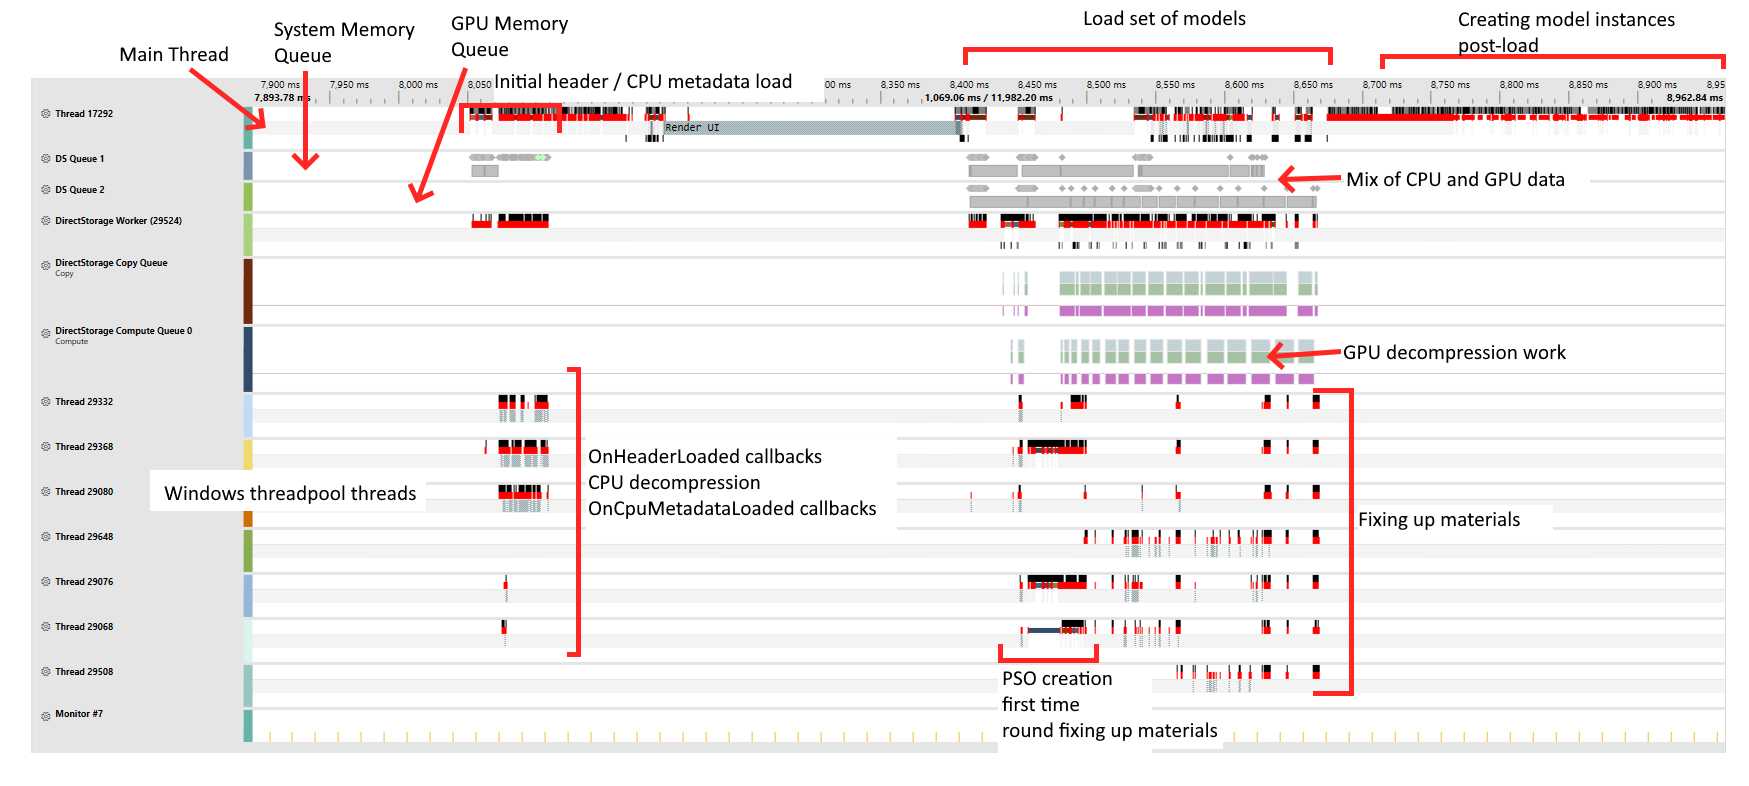 Load set of models
Creating model instances
post-load
System Memory
Queue
GPU Memory
Queue
Main Thread
Initial header / CPU metadata load
7,900 ms
7,950 ms
8,000 ms
8,050
00 ms
8,350 ms
8,400 ms
8,450 ms
8,500 ms
8,550 ms
8,600 ms
8,650 ms
8,700 ms
8,750 ms
8,800 ms
8,850 ms
8,900 ms
8,95
7,893.78 ms
1,069.06 ms / 11,982.20 ms
8,962.84 ms
Thread 17292
Render UI
DS Queue 1
Mix of CPU and GPU data
DS Queue 2
DirectStorage Worker (29524)
DirectStorage Copy Queue
Copy
DirectStorage Compute Queue 0
Compute
GPU decompression work
Thread 29332
Thread 29368
OnHeaderLoaded callbacks
CPU decompression
OnCpuMetadataLoaded callbacks
Thread 29080
Windows threadpool threads
Fixing up materials
Thread 29648
Thread 29076
Thread 29068
Thread 29508
PSO creation
first time
round fixing up materials
Monitor #7